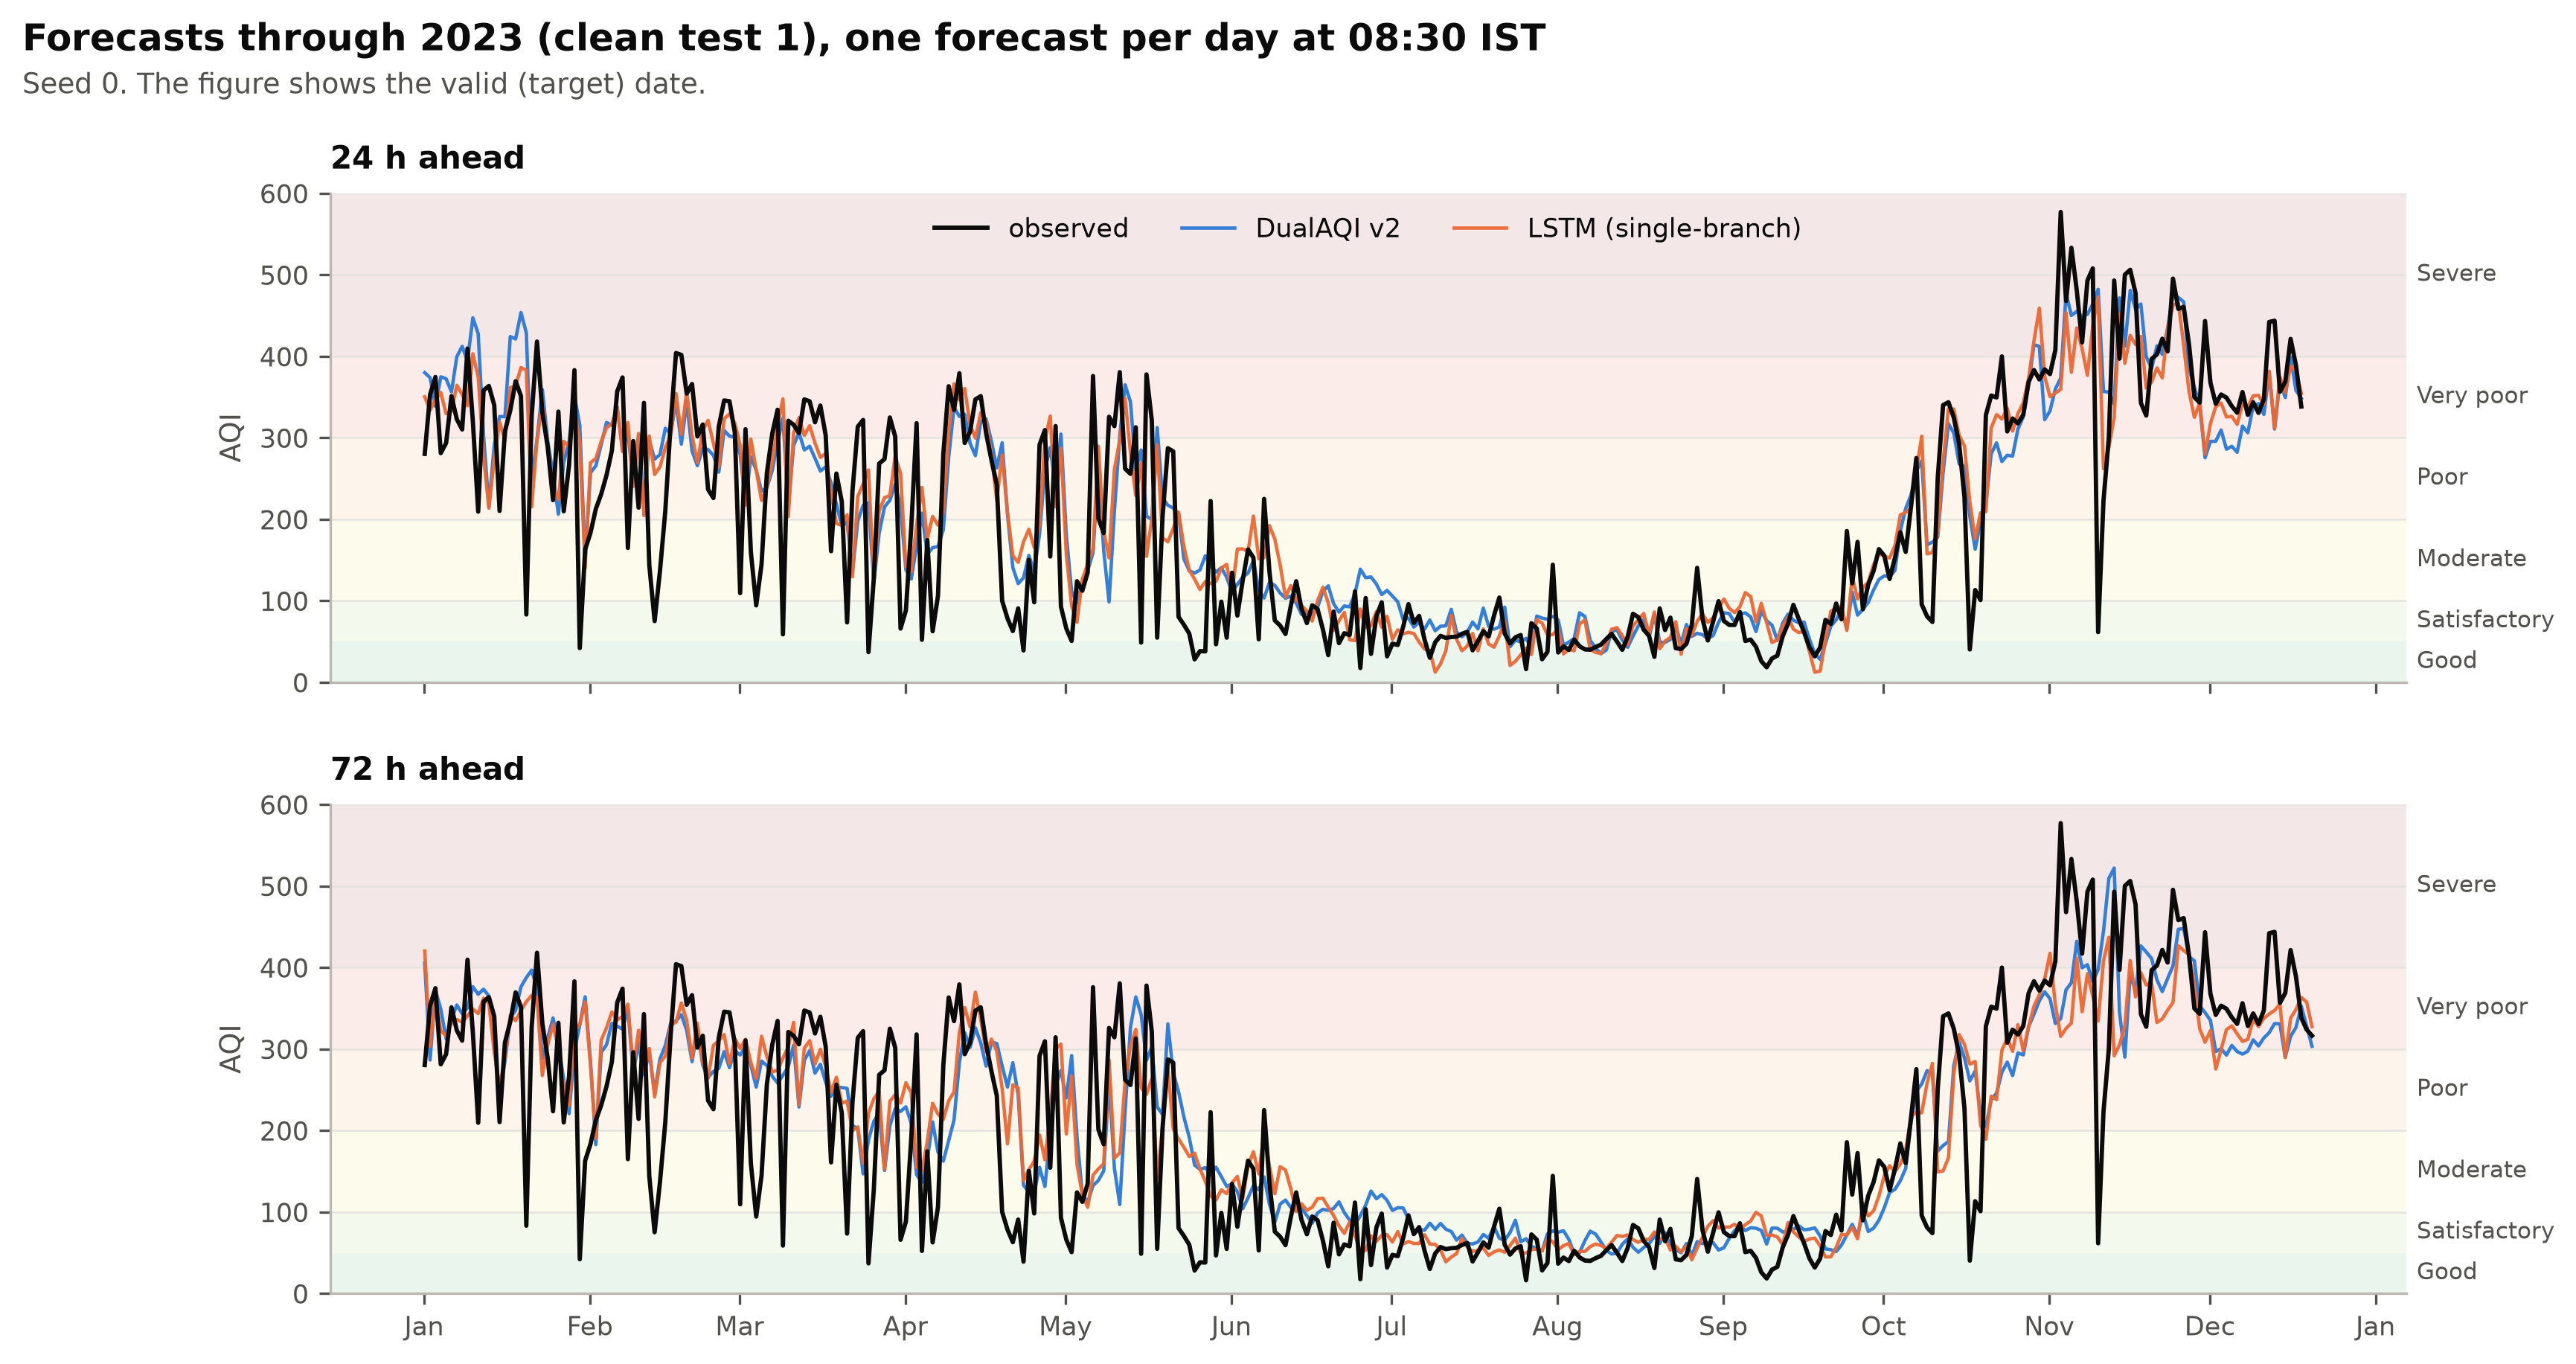 Forecasts through 2023 (clean test 1), one forecast per day at 08:30 IST
Seed 0. The figure shows the valid (target) date.
24 h ahead
observed
DualAQI v2
LSTM (single-branch)
AQI
600
500
400
300
200
100
0
Severe
Very poor
Poor
Moderate
Satisfactory
Good
72 h ahead
AQI
600
500
400
300
200
100
0
Severe
Very poor
Poor
Moderate
Satisfactory
Good
Jan Feb Mar Apr May Jun Jul Aug Sep Oct Nov Dec Jan